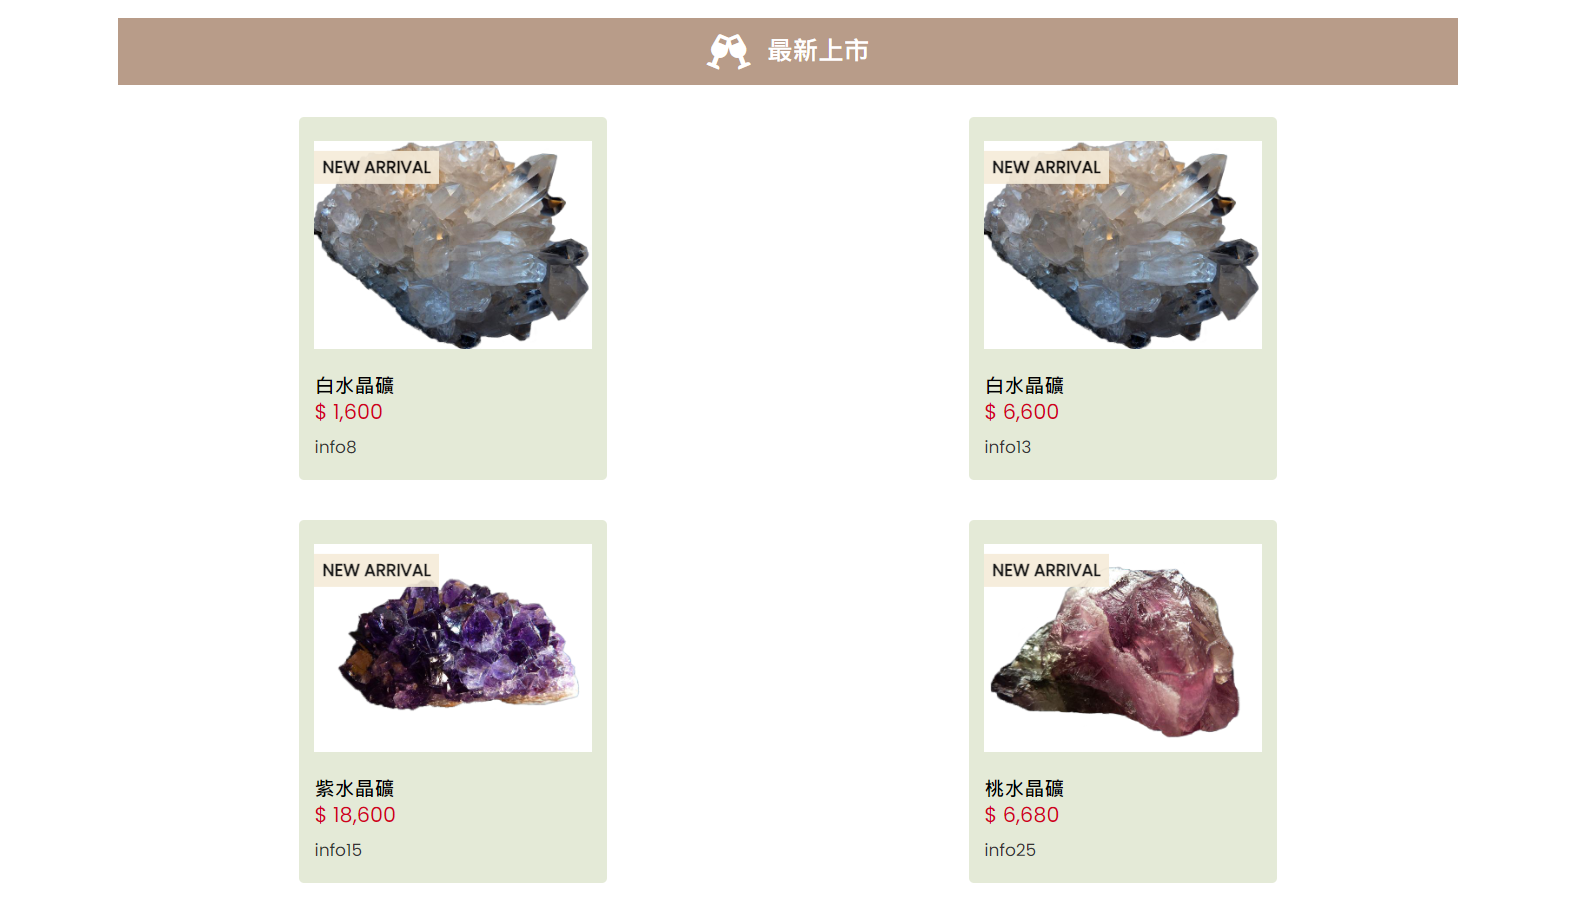 最新上市
NEW ARRIVAL
白水晶礦
$ 1,600
info8
NEW ARRIVAL
白水晶礦
$ 6,600
info13
NEW ARRIVAL
紫水晶礦
$ 18,600
info15
NEW ARRIVAL
桃水晶礦
$ 6,680
info25